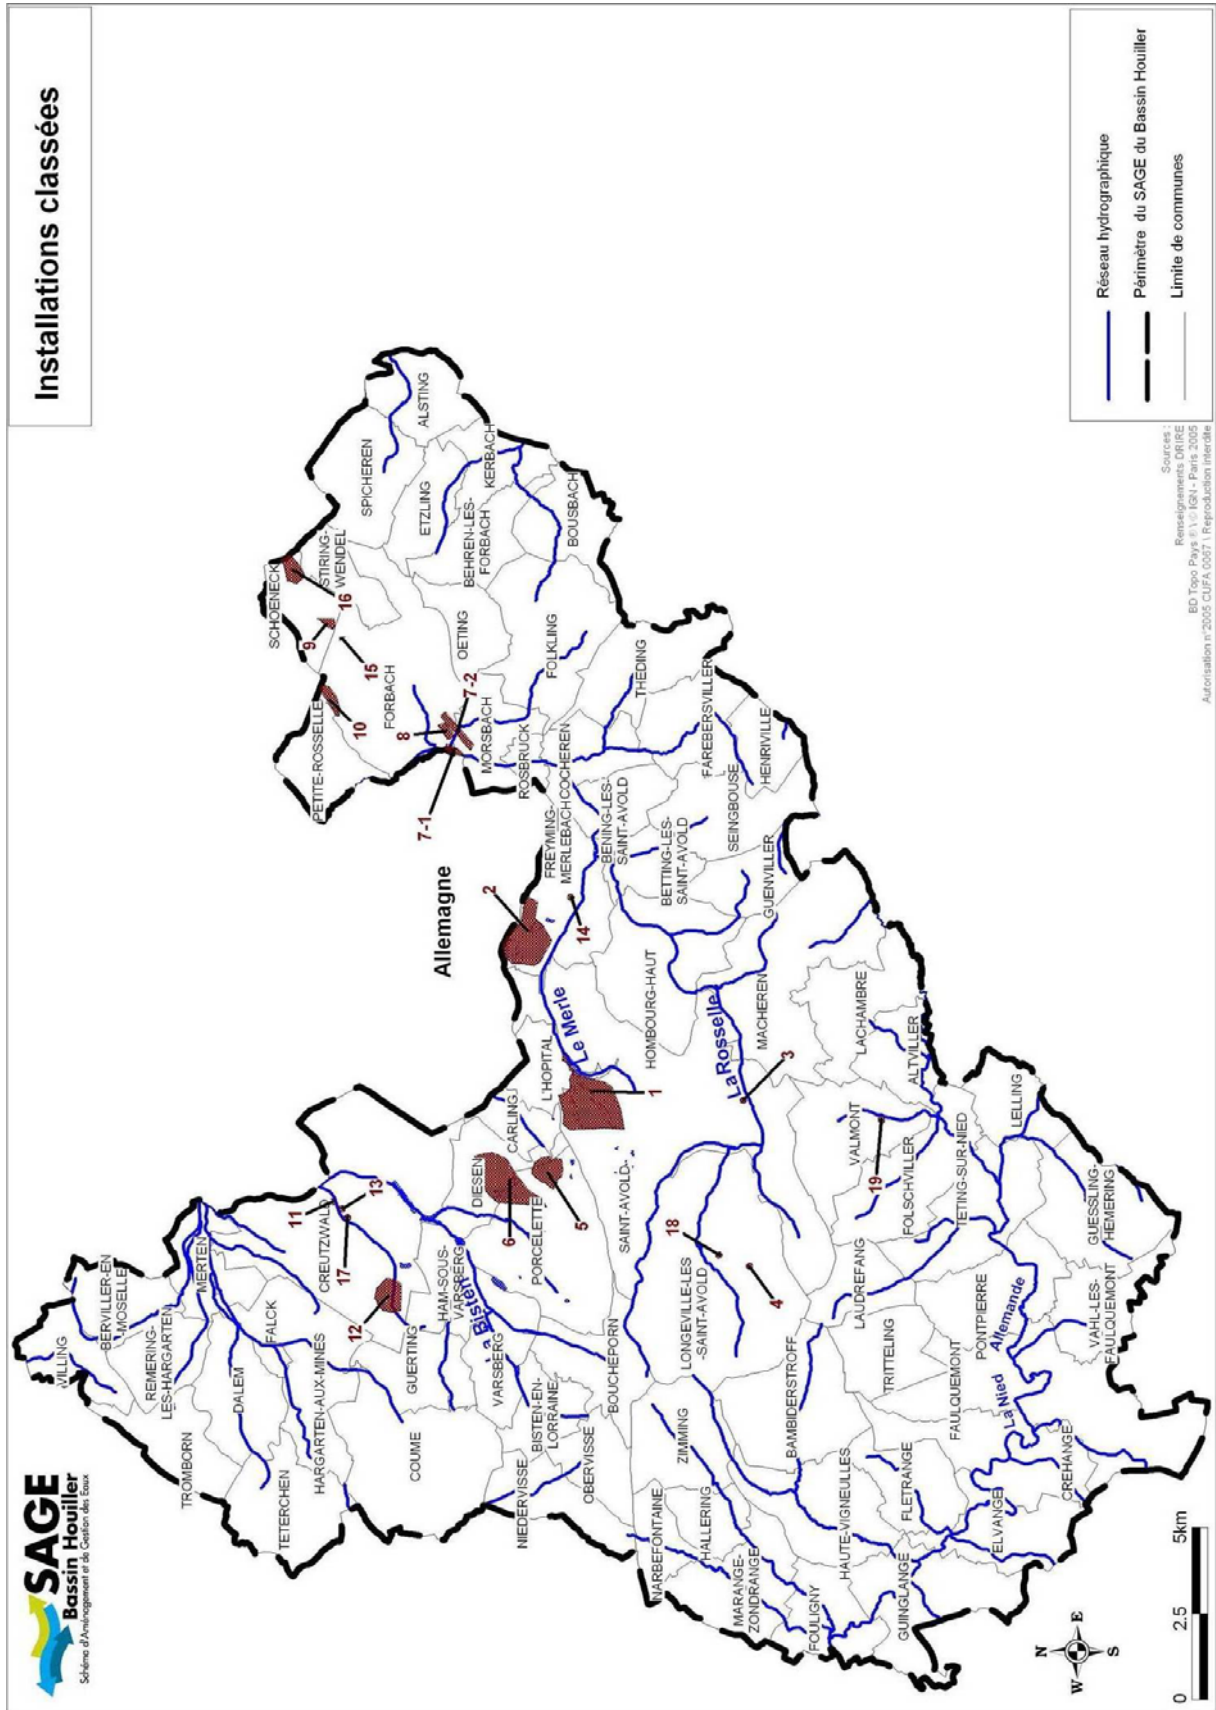 SAGE
Bassin Houiller
Schéma d'Aménagement et de Gestion des Eaux
Installations classées
VILLING
BERVILLER-EN
MOSELLE
REMERING-
LES-HARGARTEN
MERTEN
TROMBORN
DALEM
FALCK
TETERCHEN
HARGARTEN-AUX-MINES
CREUTZWALD
11
13
17
12
COUME
GUERTING
HAM-SOUS-
VARSBERG
La Bisten
VARSBERG
BISTEN-EN-
LORRAINE
NIEDERVISSE
OBERVISSE
BOUCHEPORN
DIESEN
6
PORCELETTE
5
CARLING
L'HOPITAL
1
Le Merle
Allemagne
2
14
FREYMING-
MERLEBACH
COCHEREN
HOMBOURG-HAUT
SAINT-AVOLD
BENING-LES-
SAINT-AVOLD
BETTING-LES-
SAINT-AVOLD
ROSBRUCK
MORSBACH
7-1
7-2
8
PETITE-ROSSELLE
10
FORBACH
15
9
16
SCHOENECK
STIRING-
WENDEL
SPICHEREN
ALSTING
ETZLING
KERBACH
BEHREN-LES-
FORBACH
BOUSBACH
OETING
FOLKLING
THEDING
FAREBERSVILLER
SEINGBOUSE
HENRIVILLE
GUENVILLER
MACHEREN
La Rosselle
3
LACHAMBRE
ALTVILLER
VALMONT
19
FOLSCHVILLER
LELLING
TETING-SUR-NIED
GUESSLING-
HEMERING
18
4
LONGEVILLE-LES
-SAINT-AVOLD
LAUDREFANG
TRITTELING
PONTPIERRE
VAHL-LES-
FAULQUEMONT
FAULQUEMONT
La Nied Allemande
BAMBIDERSTROFF
ZIMMING
NARBEFONTAINE
HALLERING
MARANGE-
ZONDRANGE
HAUTE-VIGNEULLES
FLETRANGE
FOULIGNY
GUINGLANGE
ELVANGE
CREHANGE
N
W
E
S
0
2.5
5km
Réseau hydrographique
Périmètre du SAGE du Bassin Houiller
Limite de communes
Sources :
Renseignements DRIRE
BD Topo Pays ® \ © IGN - Paris 2005
Autorisation n°2005 CUFA 0067 \ Reproduction interdite